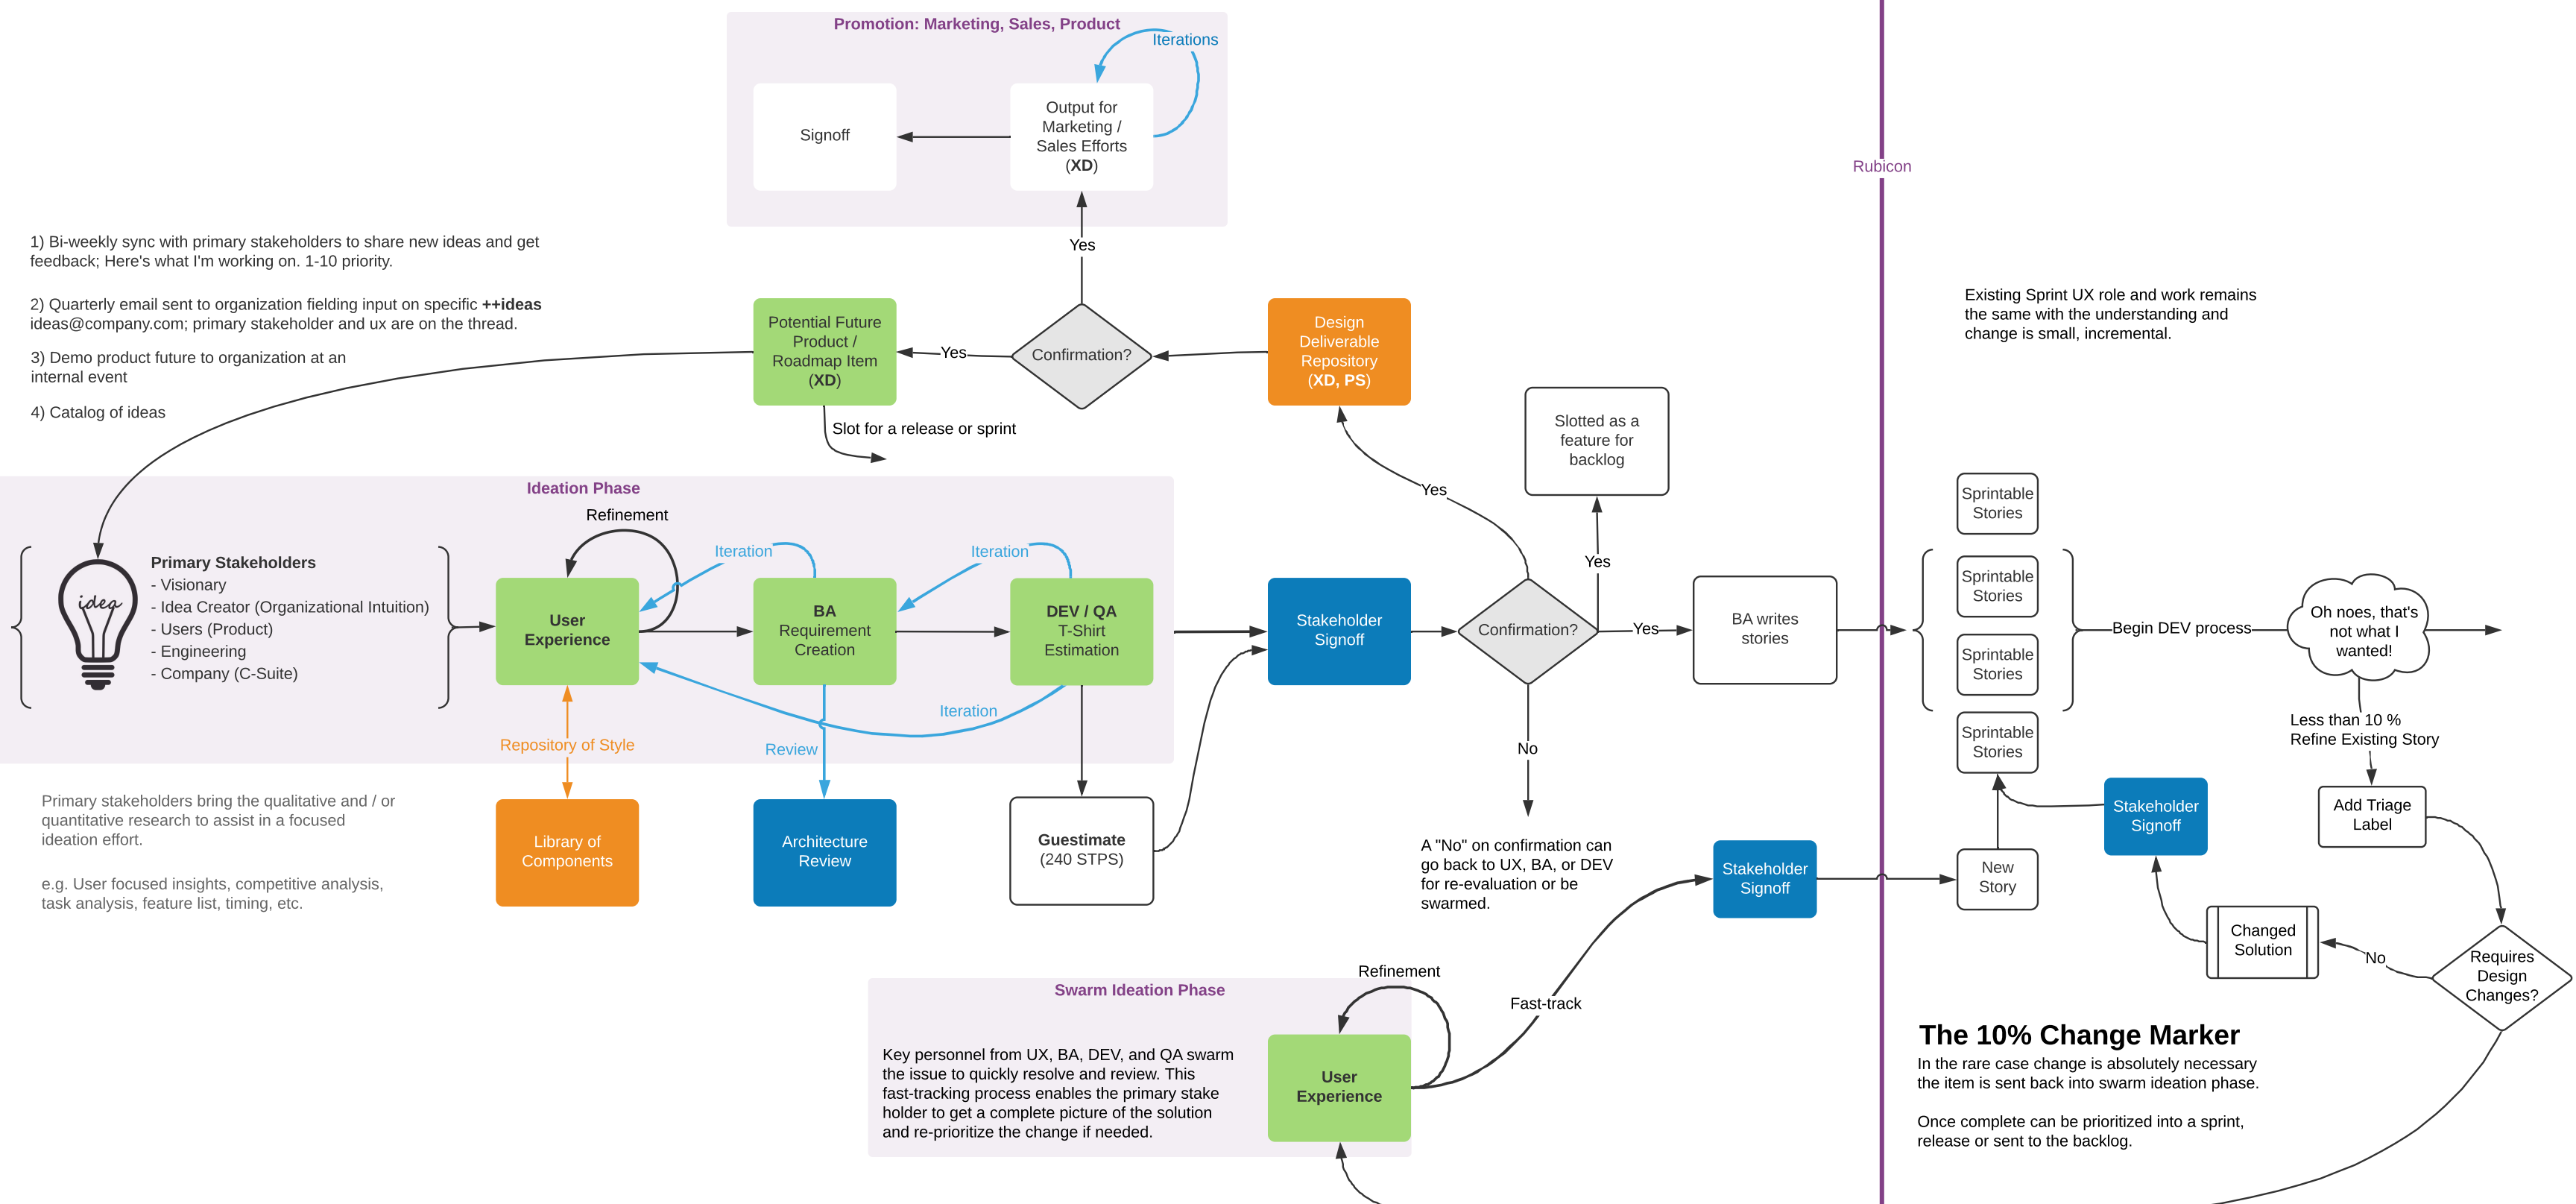 Promotion: Marketing, Sales, Product
Iterations
Signoff
Output for
Marketing /
Sales Efforts
(XD)
Yes
Rubicon
1) Bi-weekly sync with primary stakeholders to share new ideas and get
feedback; Here's what I'm working on. 1-10 priority.
2) Quarterly email sent to organization fielding input on specific ++ideas
ideas@company.com; primary stakeholder and ux are on the thread.
3) Demo product future to organization at an
internal event
4) Catalog of ideas
Potential Future
Product /
Roadmap Item
(XD)
Yes
Confirmation?
Design
Deliverable
Repository
(XD, PS)
Slot for a release or sprint
Existing Sprint UX role and work remains
the same with the understanding and
change is small, incremental.
Slotted as a
feature for
backlog
Yes
Yes
Ideation Phase
Refinement
Iteration
Iteration
idea
Primary Stakeholders
- Visionary
- Idea Creator (Organizational Intuition)
- Users (Product)
- Engineering
- Company (C-Suite)
User
Experience
BA
Requirement
Creation
DEV / QA
T-Shirt
Estimation
Stakeholder
Signoff
Confirmation?
Yes
BA writes
stories
Sprintable
Stories
Sprintable
Stories
Sprintable
Stories
Sprintable
Stories
Begin DEV process
Oh noes, that's
not what I
wanted!
Iteration
Repository of Style
Review
No
Less than 10 %
Refine Existing Story
Primary stakeholders bring the qualitative and / or
quantitative research to assist in a focused
ideation effort.
e.g. User focused insights, competitive analysis,
task analysis, feature list, timing, etc.
Library of
Components
Architecture
Review
Guestimate
(240 STPS)
A "No" on confirmation can
go back to UX, BA, or DEV
for re-evaluation or be
swarmed.
Stakeholder
Signoff
New
Story
Stakeholder
Signoff
Add Triage
Label
Changed
Solution
No
Requires
Design
Changes?
Swarm Ideation Phase
Refinement
Fast-track
Key personnel from UX, BA, DEV, and QA swarm
the issue to quickly resolve and review. This
fast-tracking process enables the primary stake
holder to get a complete picture of the solution
and re-prioritize the change if needed.
User
Experience
The 10% Change Marker
In the rare case change is absolutely necessary
the item is sent back into swarm ideation phase.
Once complete can be prioritized into a sprint,
release or sent to the backlog.